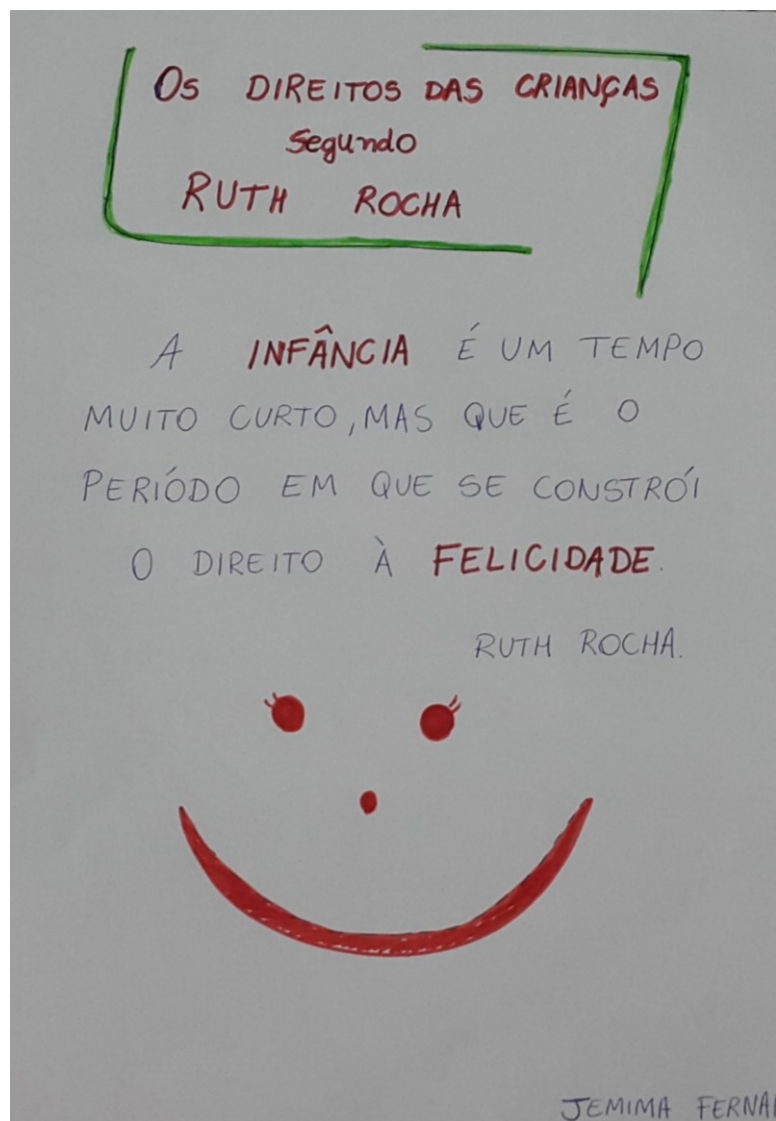 Os DIREITOS DAS CRIANÇAS
Segundo
RUTH ROCHA
A INFÂNCIA É UM TEMPO
MUITO CURTO, MAS QUE É O
PERIÓDO EM QUE SE CONSTRÓI
O DIREITO À FELICIDADE.
RUTH ROCHA.
JEMIMA